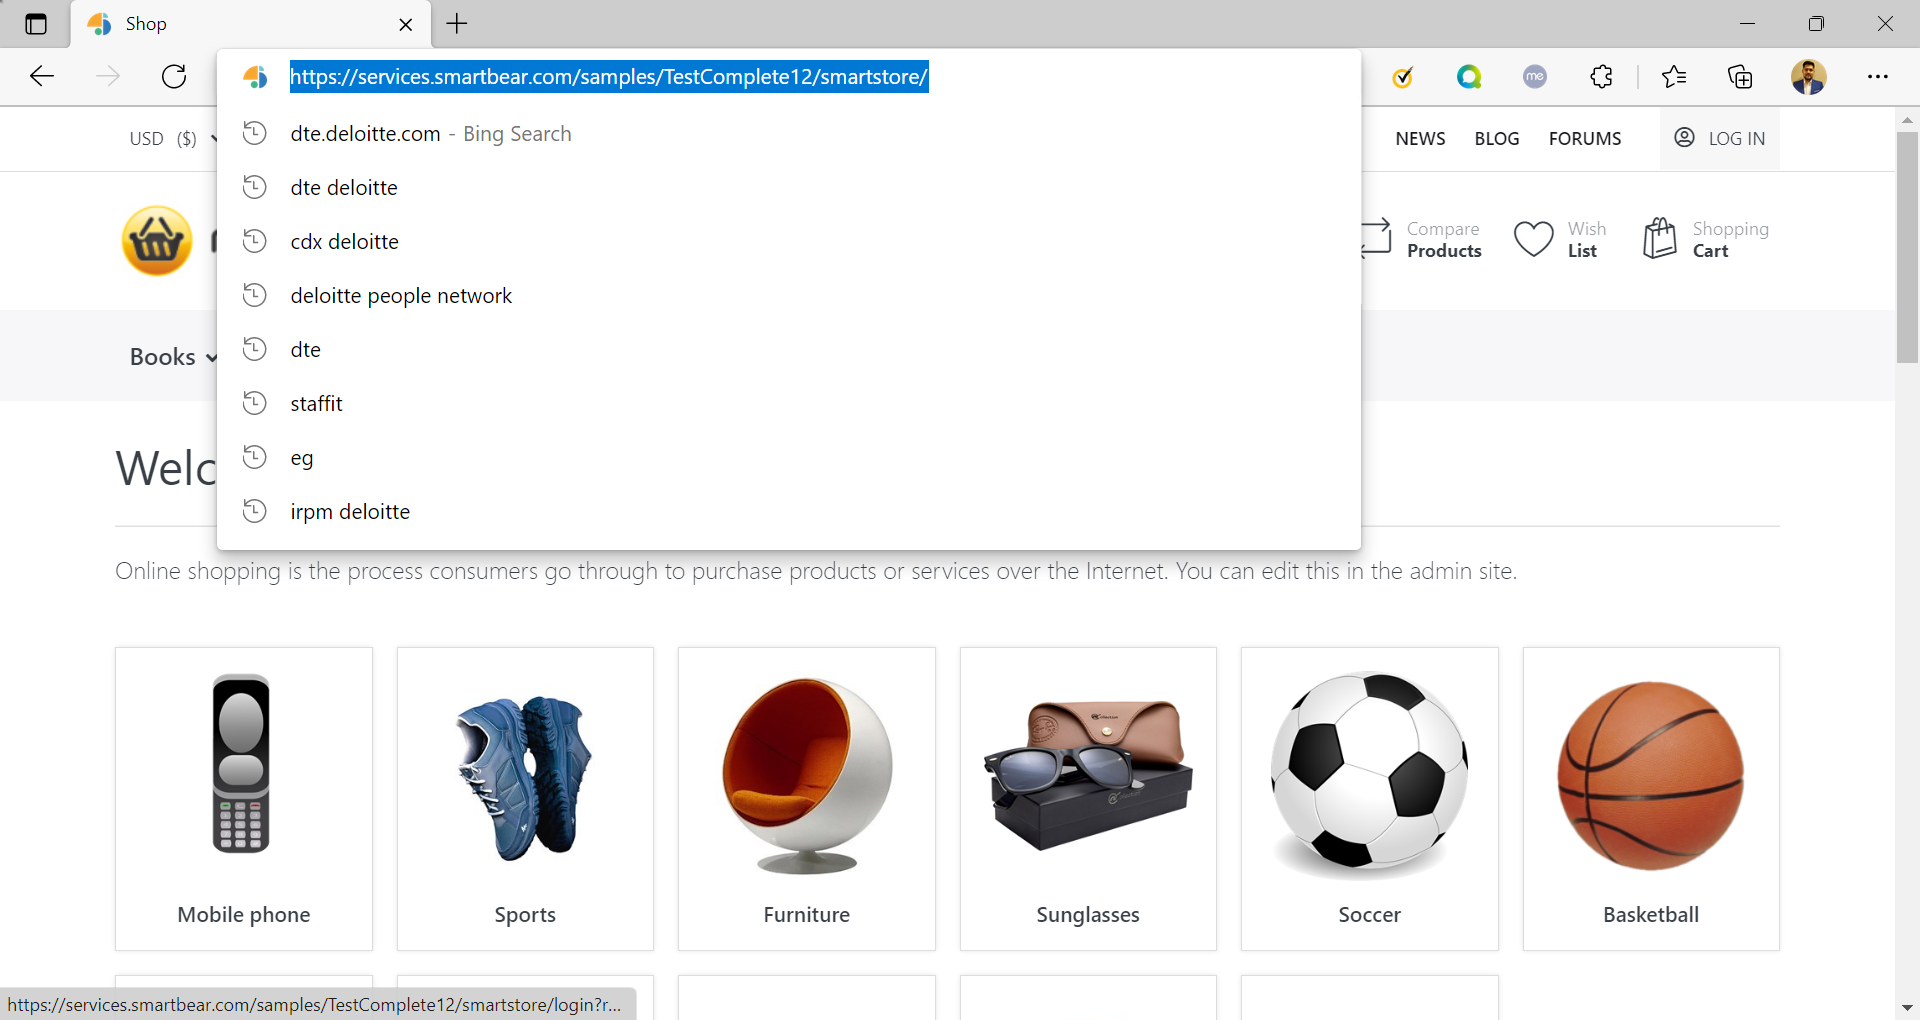 Shop
https://services.smartbear.com/samples/TestComplete12/smartstore/
me
dte.deloitte.com - Bing Search
dte deloitte
cdx deloitte
deloitte people network
dte
staffit
eg
irpm deloitte
USD ($)
NEWS BLOG FORUMS LOG IN
Compare
Products
Wish
List
Shopping
Cart
Books
Welc
Online shopping is the process consumers go through to purchase products or services over the Internet. You can edit this in the admin site.
Mobile phone
Sports
Furniture
Sunglasses
Soccer
Basketball
https://services.smartbear.com/samples/TestComplete12/smartstore/login?r...